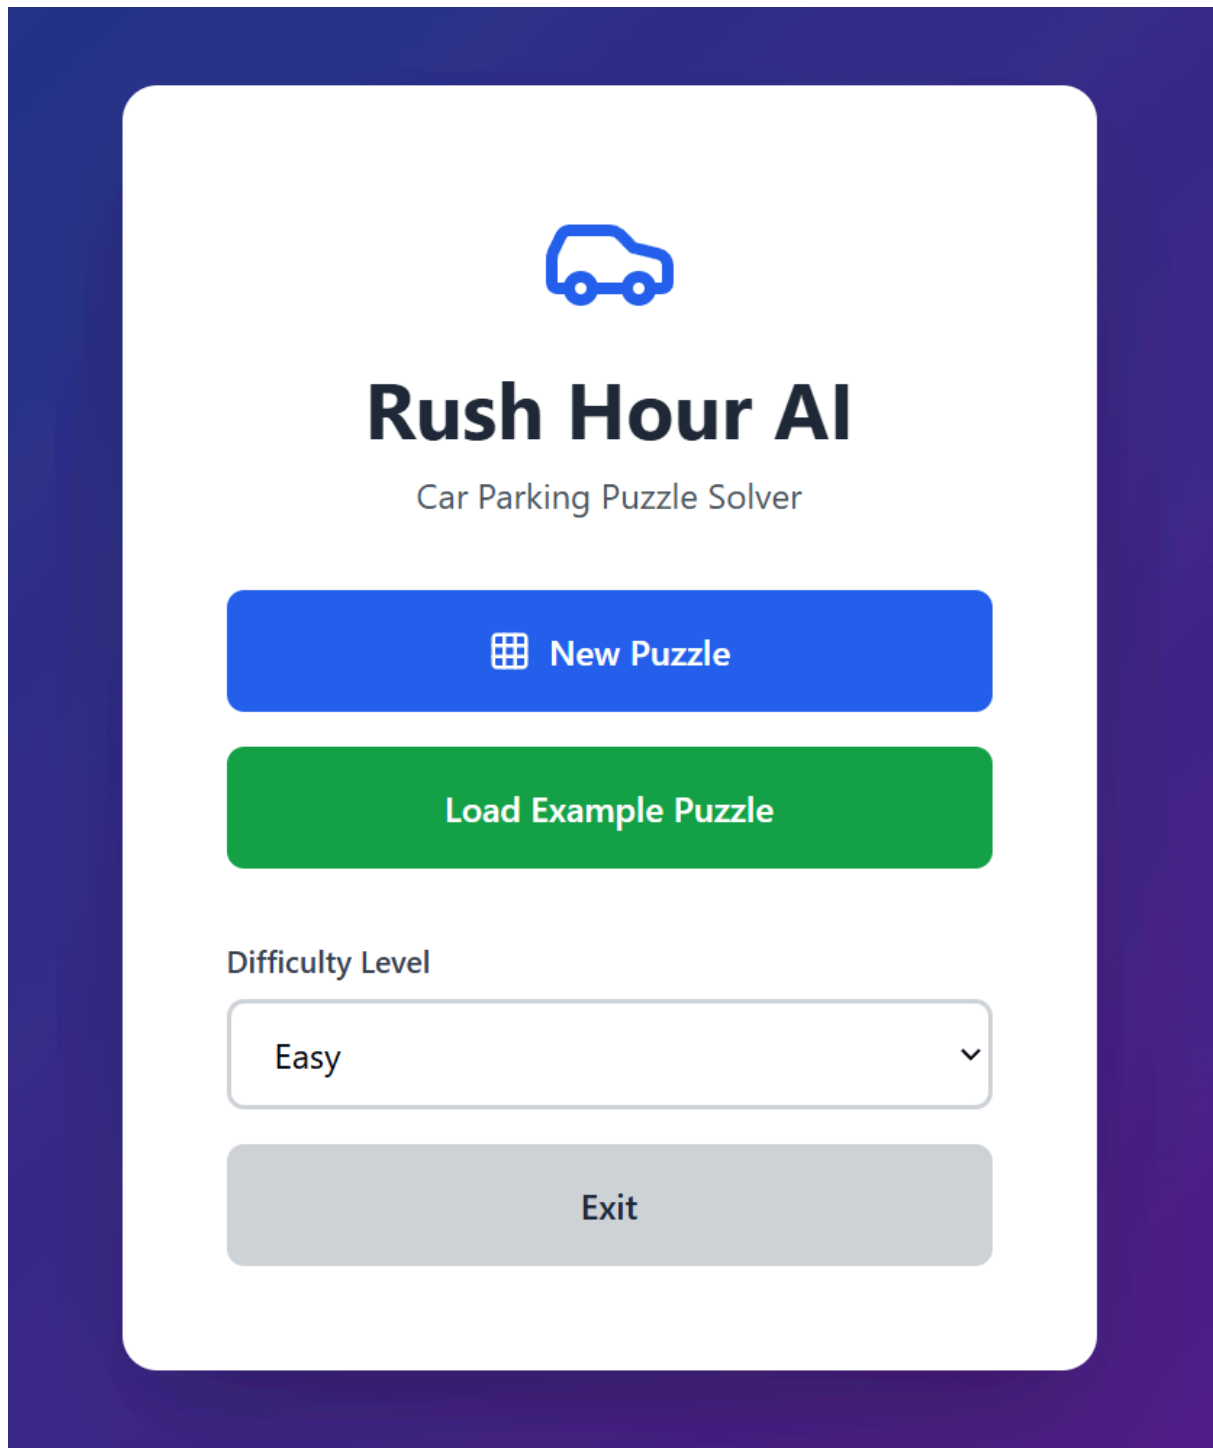 Rush Hour AI
Car Parking Puzzle Solver
New Puzzle
Load Example Puzzle
Difficulty Level
Easy
Exit